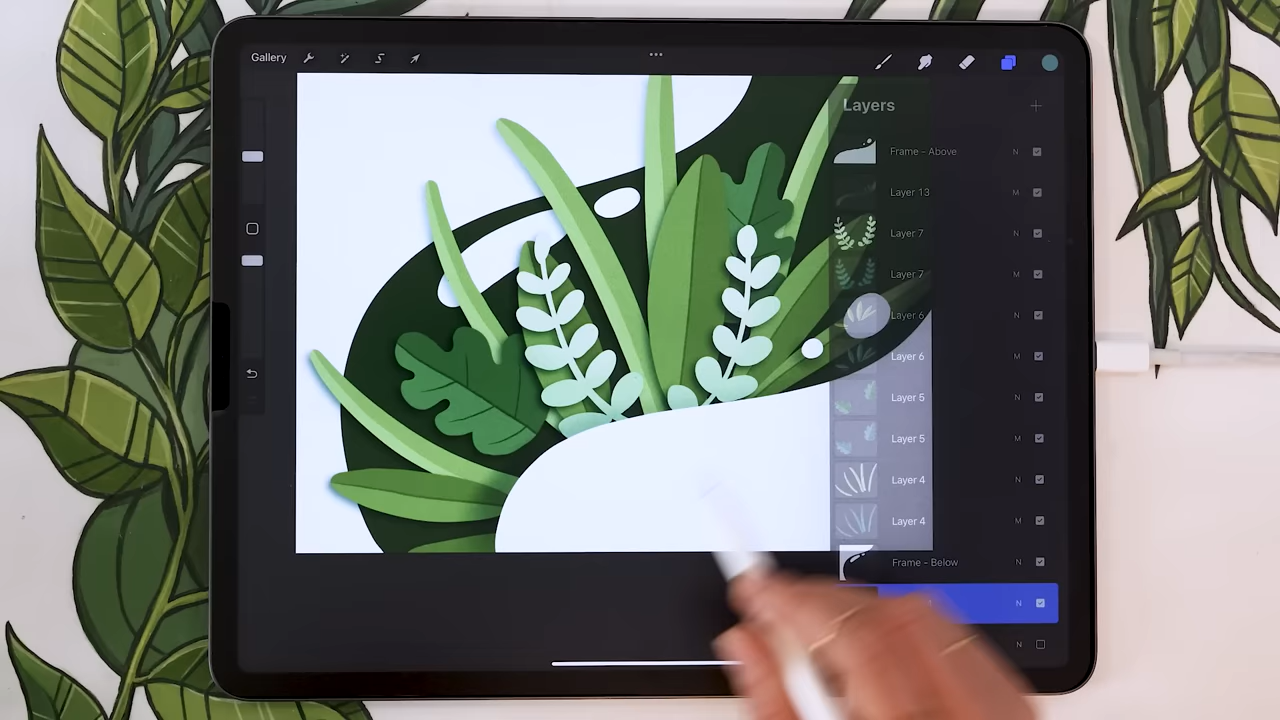 Gallery
Layers
Frame - Above N
Layer 13 M
Layer 7 N
Layer 7 M
Layer 6 N
Layer 6 M
Layer 5 N
Layer 5 M
Layer 4 N
Layer 4 M
Frame - Below N
N
N